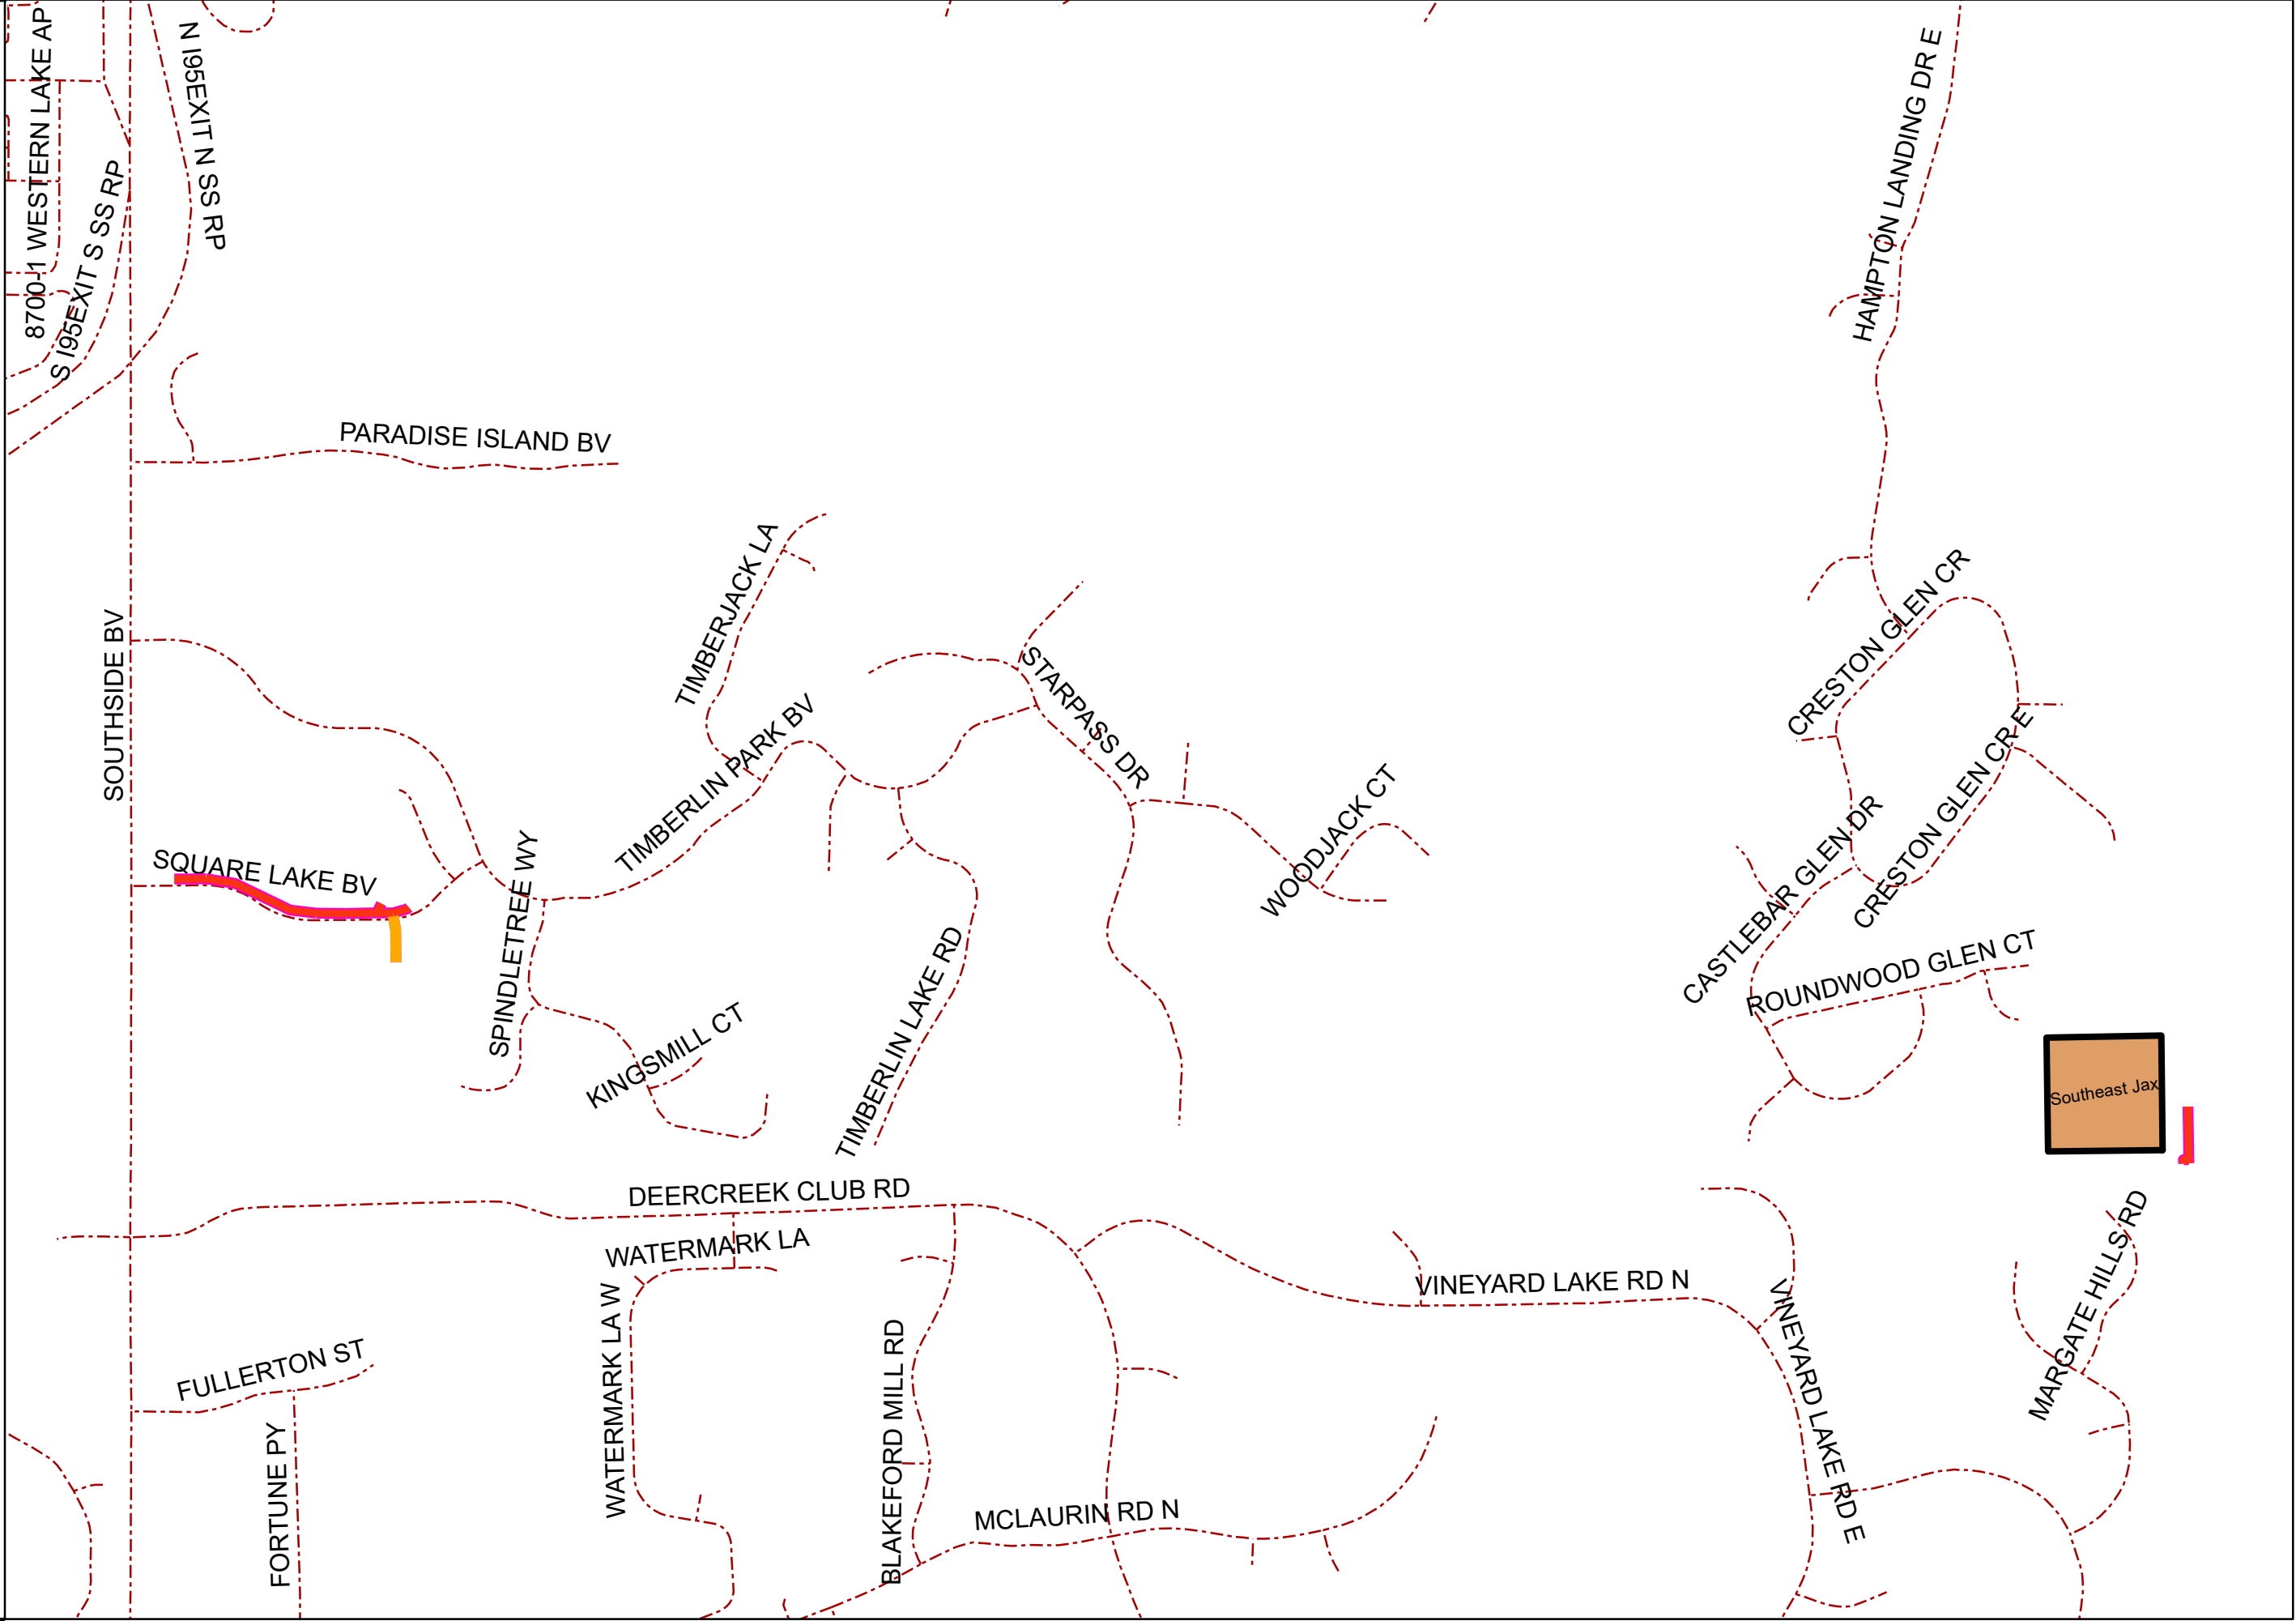 8700-1 WESTERN LAKE AP
N I95EXIT N SS RP
S I95EXIT S SS RP
HAMPTON LANDING DR E
PARADISE ISLAND BV
TIMBERJACK LA
CRESTON GLEN CR
SOUTHSIDE BV
STARPASS DR
TIMBERLIN PARK BV
CRESTON GLEN CR E
WOODJACK CT
CASTLEBAR GLEN DR
SQUARE LAKE BV
SPINDLETREE WY
TIMBERLIN LAKE RD
ROUNDWOOD GLEN CT
KINGSMILL CT
Southeast Jax
DEERCREEK CLUB RD
MARGATE HILLS RD
WATERMARK LA
VINEYARD LAKE RD N
VINEYARD LAKE RD E
WATERMARK LA W
BLAKEFORD MILL RD
FULLERTON ST
FORTUNE PY
MCLAURIN RD N